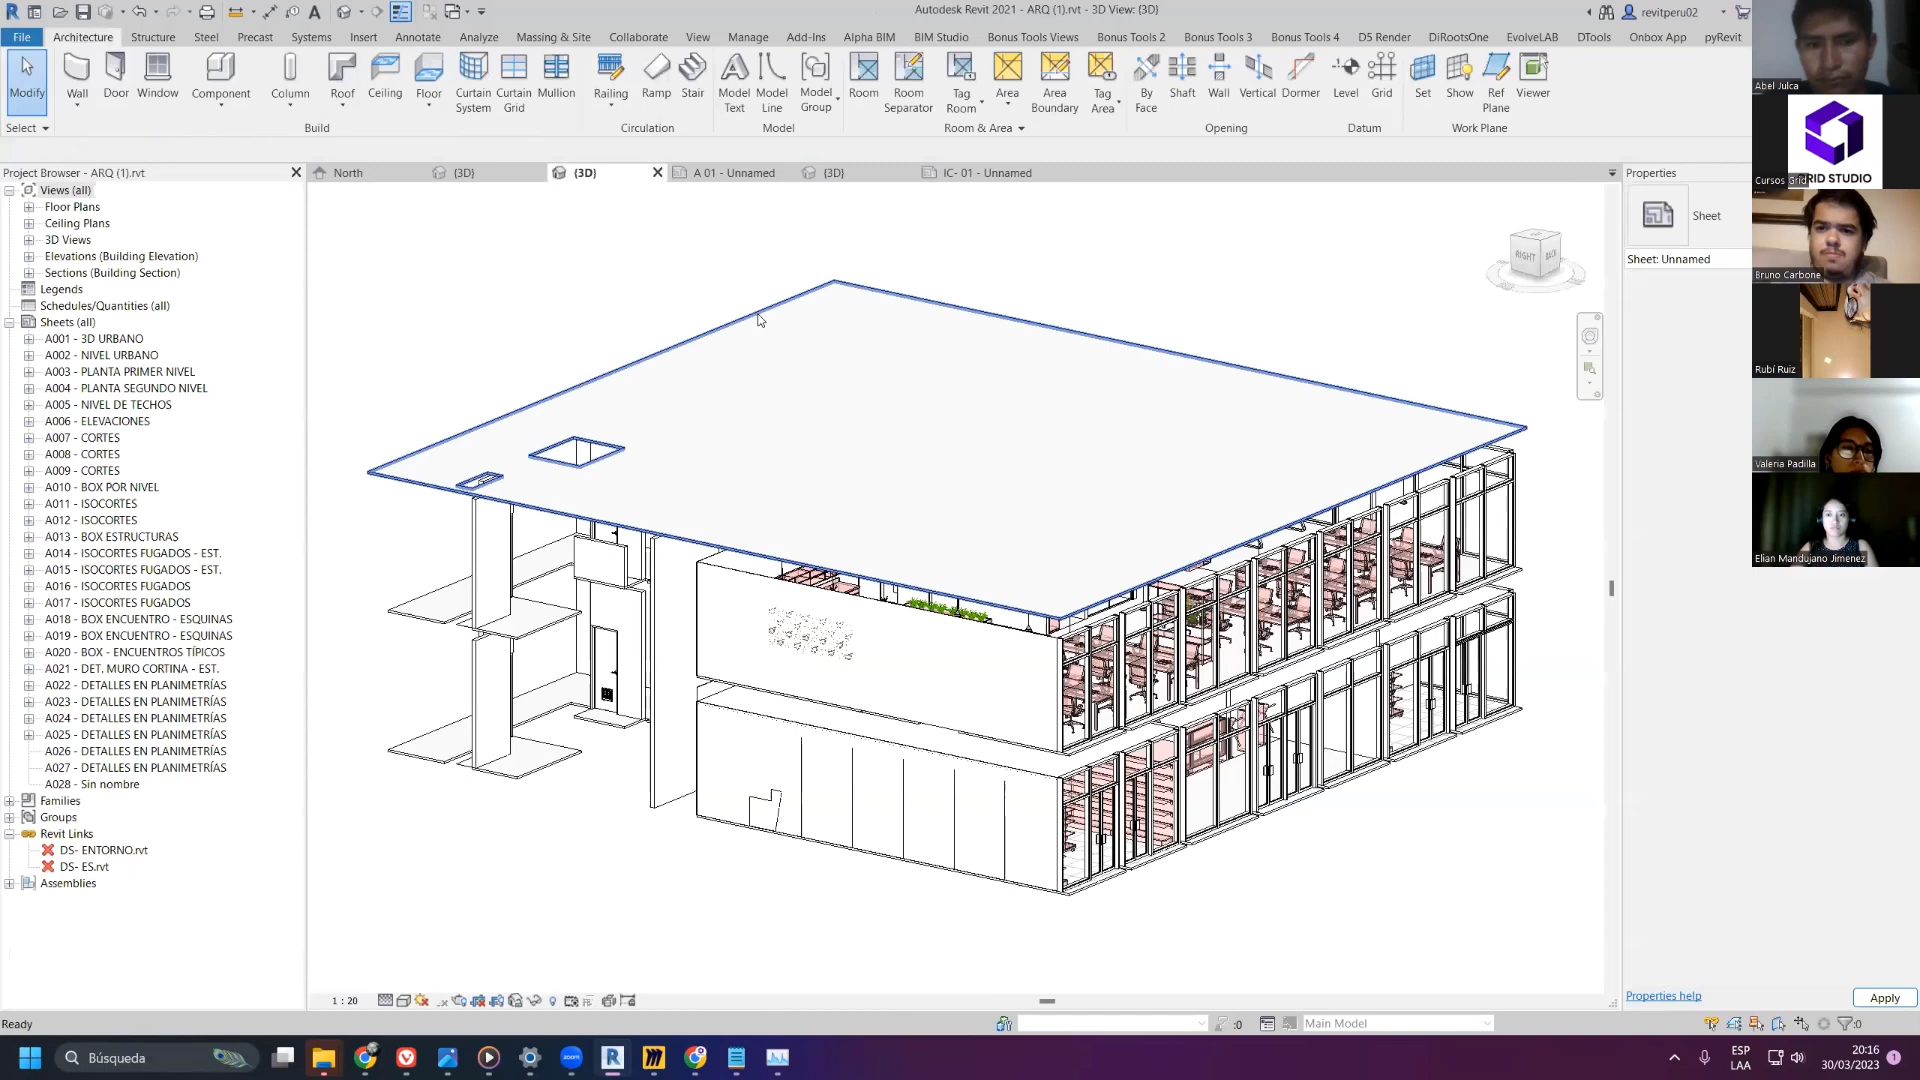 Autodesk Revit 2021 - ARQ (1).rvt - 3D View: {3D}
revitperu02
File Architecture Structure Steel Precast Systems Insert Annotate Analyze Massing & Site Collaborate View Manage Add-Ins Alpha BIM BIM Studio Bonus Tools Views Bonus Tools 2 Bonus Tools 3 Bonus Tools 4 D5 Render DiRootsOne EvolveLAB DTools Onbox App pyRevit
Modify Wall Door Window Component Column Roof Ceiling Floor Curtain System Curtain Grid Mullion Railing Ramp Stair Model Text Model Line Model Group Room Room Separator Tag Room Area Area Boundary Tag Area By Face Shaft Wall Vertical Dormer Level Grid Set Show Ref Plane Viewer
Select Build Circulation Model Room & Area Opening Datum Work Plane
Project Browser - ARQ (1).rvt
North {3D} {3D} A 01 - Unnamed {3D} IC- 01 - Unnamed
Properties
Views (all)
Floor Plans
Ceiling Plans
3D Views
Elevations (Building Elevation)
Sections (Building Section)
Legends
Schedules/Quantities (all)
Sheets (all)
A001 - 3D URBANO
A002 - NIVEL URBANO
A003 - PLANTA PRIMER NIVEL
A004 - PLANTA SEGUNDO NIVEL
A005 - NIVEL DE TECHOS
A006 - ELEVACIONES
A007 - CORTES
A008 - CORTES
A009 - CORTES
A010 - BOX POR NIVEL
A011 - ISOCORTES
A012 - ISOCORTES
A013 - BOX ESTRUCTURAS
A014 - ISOCORTES FUGADOS - EST.
A015 - ISOCORTES FUGADOS - EST.
A016 - ISOCORTES FUGADOS
A017 - ISOCORTES FUGADOS
A018 - BOX ENCUENTRO - ESQUINAS
A019 - BOX ENCUENTRO - ESQUINAS
A020 - BOX - ENCUENTROS TÍPICOS
A021 - DET. MURO CORTINA - EST.
A022 - DETALLES EN PLANIMETRÍAS
A023 - DETALLES EN PLANIMETRÍAS
A024 - DETALLES EN PLANIMETRÍAS
A025 - DETALLES EN PLANIMETRÍAS
A026 - DETALLES EN PLANIMETRÍAS
A027 - DETALLES EN PLANIMETRÍAS
A028 - Sin nombre
Families
Groups
Revit Links
DS- ENTORNO.rvt
DS- ES.rvt
Assemblies
RIGHT
Sheet
Sheet: Unnamed
Properties help
Apply
Abel Julca
RID STUDIO
Cursos Grid
Bruno Carbone
Rubí Ruiz
Valeria Padilla
Elian Mandujano Jimenez
1 : 20
Ready
:0
Main Model
:0
Búsqueda
ESP
LAA
20:16
30/03/2023
1